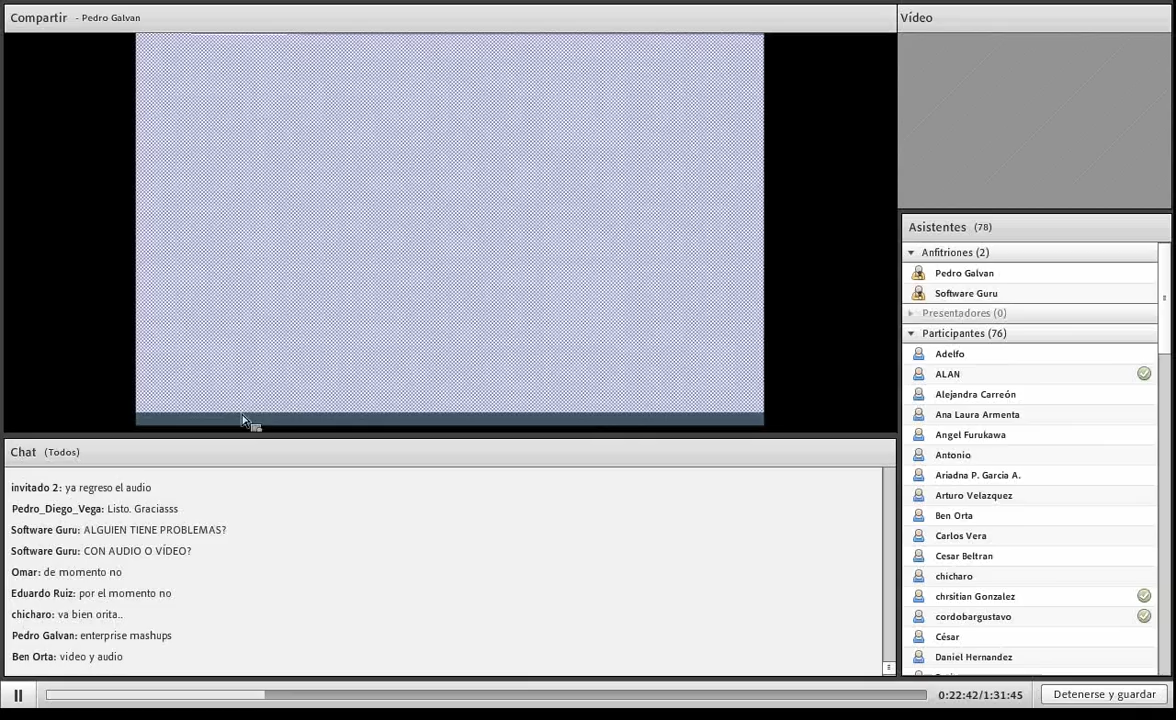 Compartir - Pedro Galvan
Vídeo
Asistentes (78)
Anfitriones (2)
Pedro Galvan
Software Guru
Presentadores (0)
Participantes (76)
Adelfo
ALAN
Alejandra Carreón
Ana Laura Armenta
Angel Furukawa
Antonio
Ariadna P. Garcia A.
Arturo Velazquez
Ben Orta
Carlos Vera
Cesar Beltran
chicharo
chrsitian Gonzalez
cordobargustavo
César
Daniel Hernandez
Chat (Todos)
invitado 2: ya regreso el audio
Pedro_Diego_Vega: Listo. Graciasss
Software Guru: ALGUIEN TIENE PROBLEMAS?
Software Guru: CON AUDIO O VÍDEO?
Omar: de momento no
Eduardo Ruiz: por el momento no
chicharo: va bien orita..
Pedro Galvan: enterprise mashups
Ben Orta: video y audio
0:22:42/1:31:45
Detenerse y guardar